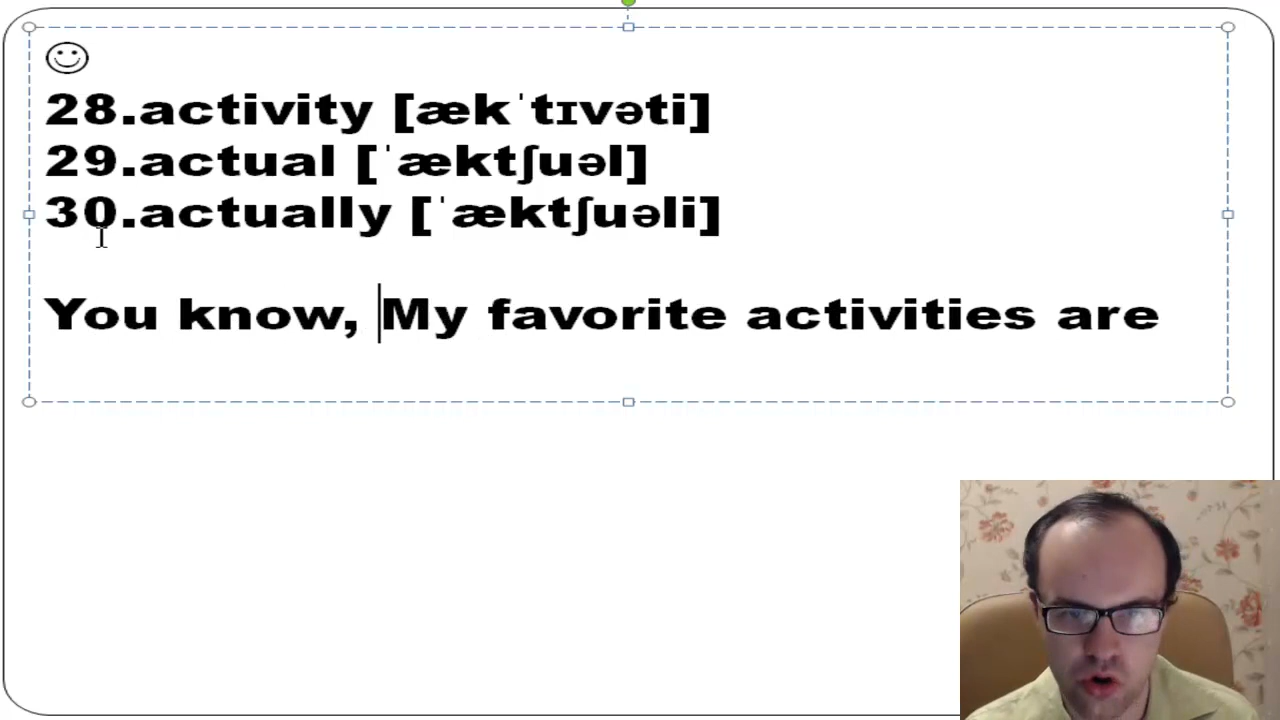 28.activity [ækˈtɪvəti]
29.actual [ˈæktʃuəl]
30.actually [ˈæktʃuəli]
You know, My favorite activities are